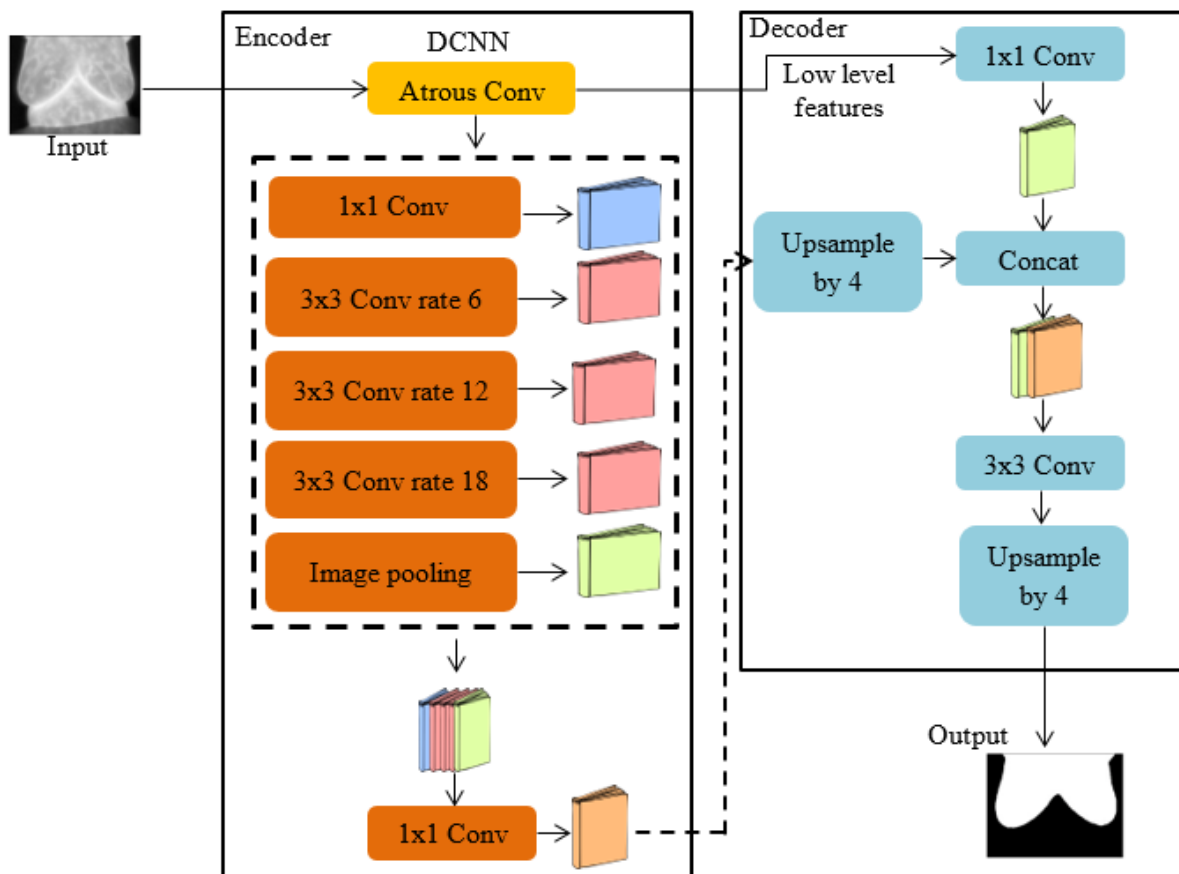 Input
Encoder
DCNN
Atrous Conv
1x1 Conv
3x3 Conv rate 6
3x3 Conv rate 12
3x3 Conv rate 18
Image pooling
1x1 Conv
Decoder
Low level
features
1x1 Conv
Upsample
by 4
Concat
3x3 Conv
Upsample
by 4
Output